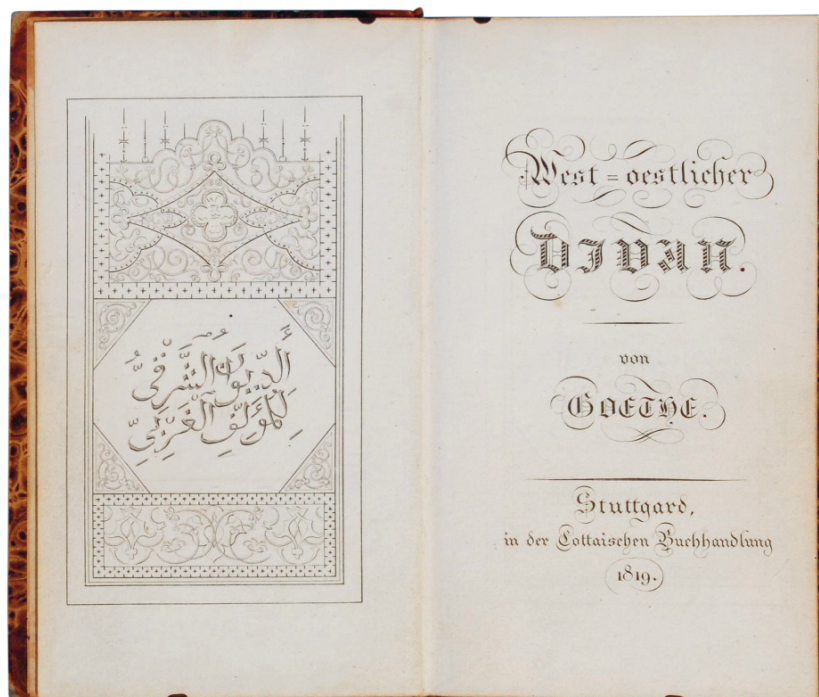 الديوان الشرقي
للمؤلف الغربي
West=oestlicher
DIVAN.
von
GOETHE.
Stuttgard,
in der Cottaischen Buchhandlung
1819.